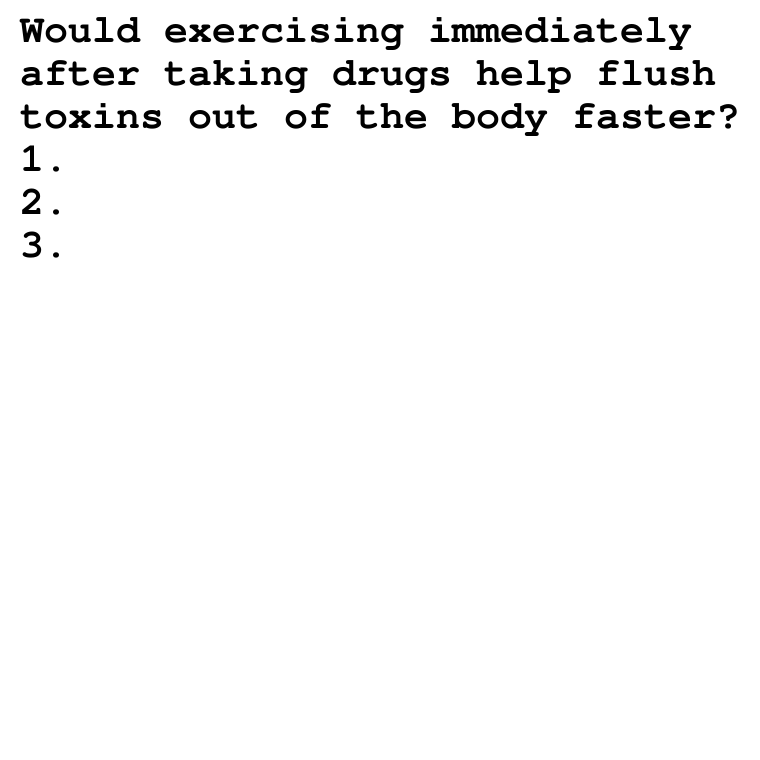 Would exercising immediately
after taking drugs help flush
toxins out of the body faster?
1.
2.
3.